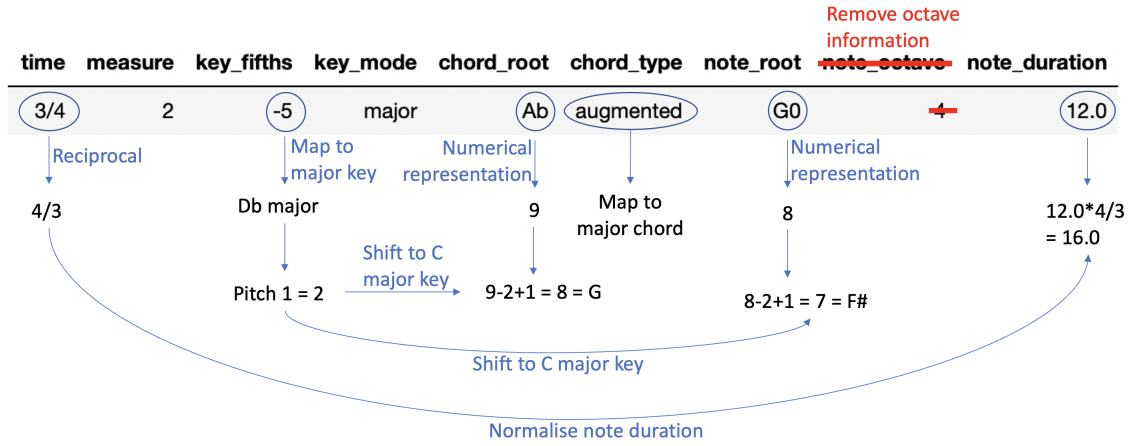 Remove octave
information
time measure key_fifths key_mode chord_root chord_type note_root note_octave note_duration
3/4 2 -5 major Ab augmented G0 4 12.0
Reciprocal
Map to
major key
Numerical
representation
Numerical
representation
4/3
Db major
9
Map to
major chord
8
12.0*4/3
= 16.0
Shift to C
major key
Pitch 1 = 2
9-2+1 = 8 = G
8-2+1 = 7 = F#
Shift to C major key
Normalise note duration